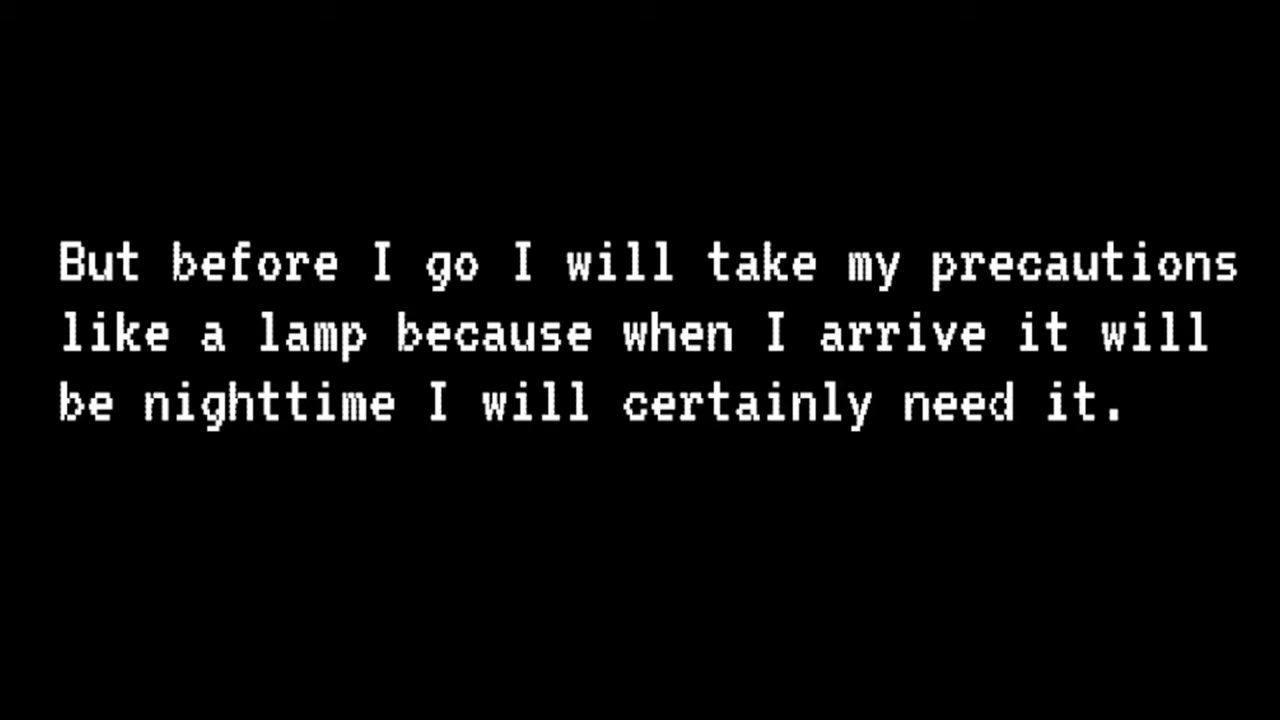 But before I go I will take my precautions
like a lamp because when I arrive it will
be nighttime I will certainly need it.